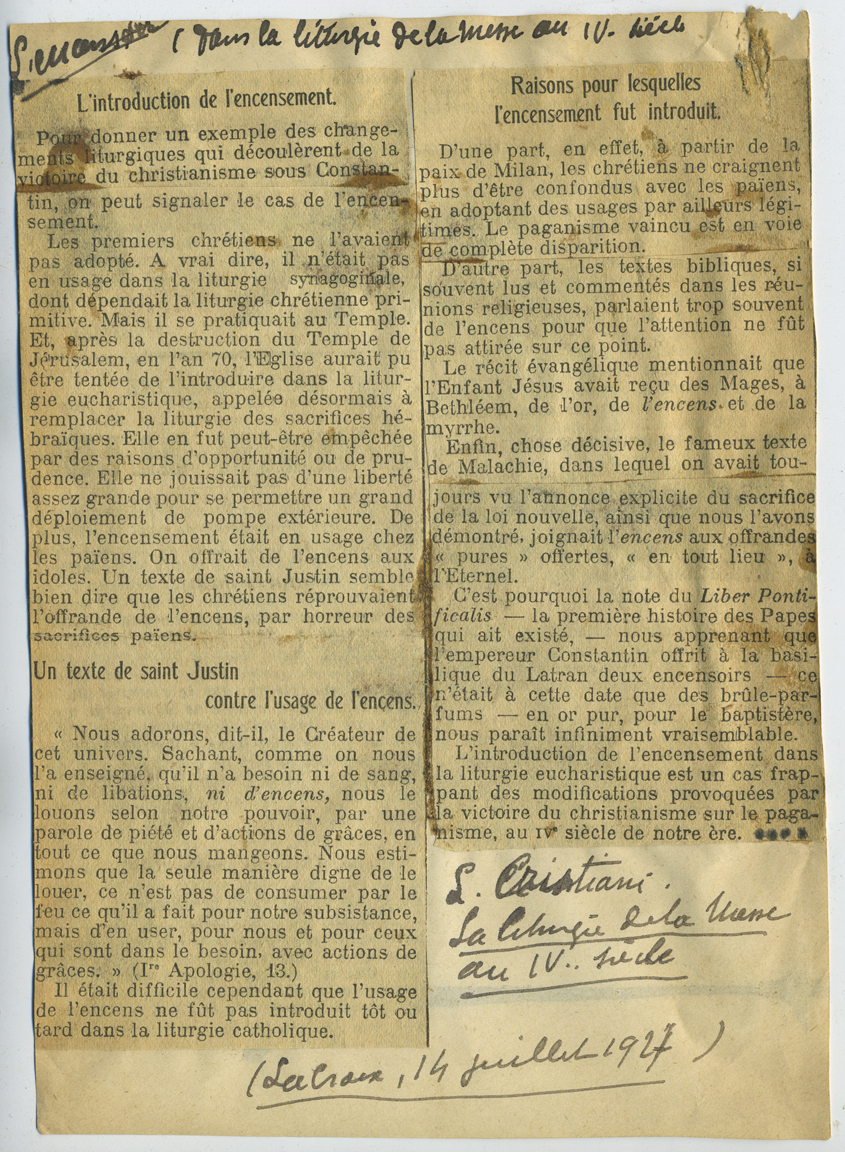 L'encensoir (Dans la liturgie de la messe au IV. siècle
L'introduction de l'encensement.
Pour donner un exemple des change-
ments liturgiques qui découlèrent de la
victoire du christianisme sous Constan-
tin, on peut signaler le cas de l'encen-
sement.
Les premiers chrétiens ne l'avaient
pas adopté. A vrai dire, il n'était pas
en usage dans la liturgie synagoginale,
dont dépendait la liturgie chrétienne pri-
mitive. Mais il se pratiquait au Temple.
Et, après la destruction du Temple de
Jérusalem, en l'an 70, l'Eglise aurait pu
être tentée de l'introduire dans la litur-
gie eucharistique, appelée désormais à
remplacer la liturgie des sacrifices hé-
braïques. Elle en fut peut-être empêchée
par des raisons d'opportunité ou de pru-
dence. Elle ne jouissait pas d'une liberté
assez grande pour se permettre un grand
déploiement de pompe extérieure. De
plus, l'encensement était en usage chez
les païens. On offrait de l'encens aux
idoles. Un texte de saint Justin semble
bien dire que les chrétiens réprouvaient
l'offrande de l'encens, par horreur des
sacrifices païens.
Un texte de saint Justin
contre l'usage de l'encens.
« Nous adorons, dit-il, le Créateur de
cet univers. Sachant, comme on nous
l'a enseigné, qu'il n'a besoin ni de sang,
ni de libations, ni d'encens, nous le
louons selon notre pouvoir, par une
parole de piété et d'actions de grâces, en
tout ce que nous mangeons. Nous esti-
mons que la seule manière digne de le
louer, ce n'est pas de consumer par le
feu ce qu'il a fait pour notre subsistance,
mais d'en user, pour nous et pour ceux
qui sont dans le besoin, avec actions de
grâces. » (Ire Apologie, 13.)
Il était difficile cependant que l'usage
de l'encens ne fût pas introduit tôt ou
tard dans la liturgie catholique.
Raisons pour lesquelles
l'encensement fut introduit.
D'une part, en effet, à partir de la
paix de Milan, les chrétiens ne craignent
plus d'être confondus avec les païens,
en adoptant des usages par ailleurs légi-
times. Le paganisme vaincu est en voie
de complète disparition.
D'autre part, les textes bibliques, si
souvent lus et commentés dans les réu-
nions religieuses, parlaient trop souvent
de l'encens pour que l'attention ne fût
pas attirée sur ce point.
Le récit évangélique mentionnait que
l'Enfant Jésus avait reçu des Mages, à
Bethléem, de l'or, de l'encens et de la
myrrhe.
Enfin, chose décisive, le fameux texte
de Malachie, dans lequel on avait tou-
jours vu l'annonce explicite du sacrifice
de la loi nouvelle, ainsi que nous l'avons
démontré, joignait l'encens aux offrandes
« pures » offertes, « en tout lieu », à
l'Eternel.
C'est pourquoi la note du Liber Ponti-
ficalis — la première histoire des Papes
qui ait existé, — nous apprenant que
l'empereur Constantin offrit à la basi-
lique du Latran deux encensoirs — ce
n'était à cette date que des brûle-par-
fums — en or pur, pour le baptistère,
nous paraît infiniment vraisemblable.
L'introduction de l'encensement dans
la liturgie eucharistique est un cas frap-
pant des modifications provoquées par
la victoire du christianisme sur le paga-
nisme, au IVe siècle de notre ère.
L. Cristiani.
La liturgie de la Messe
au IV.. siècle
(La Croix, 14 juillet 1927)